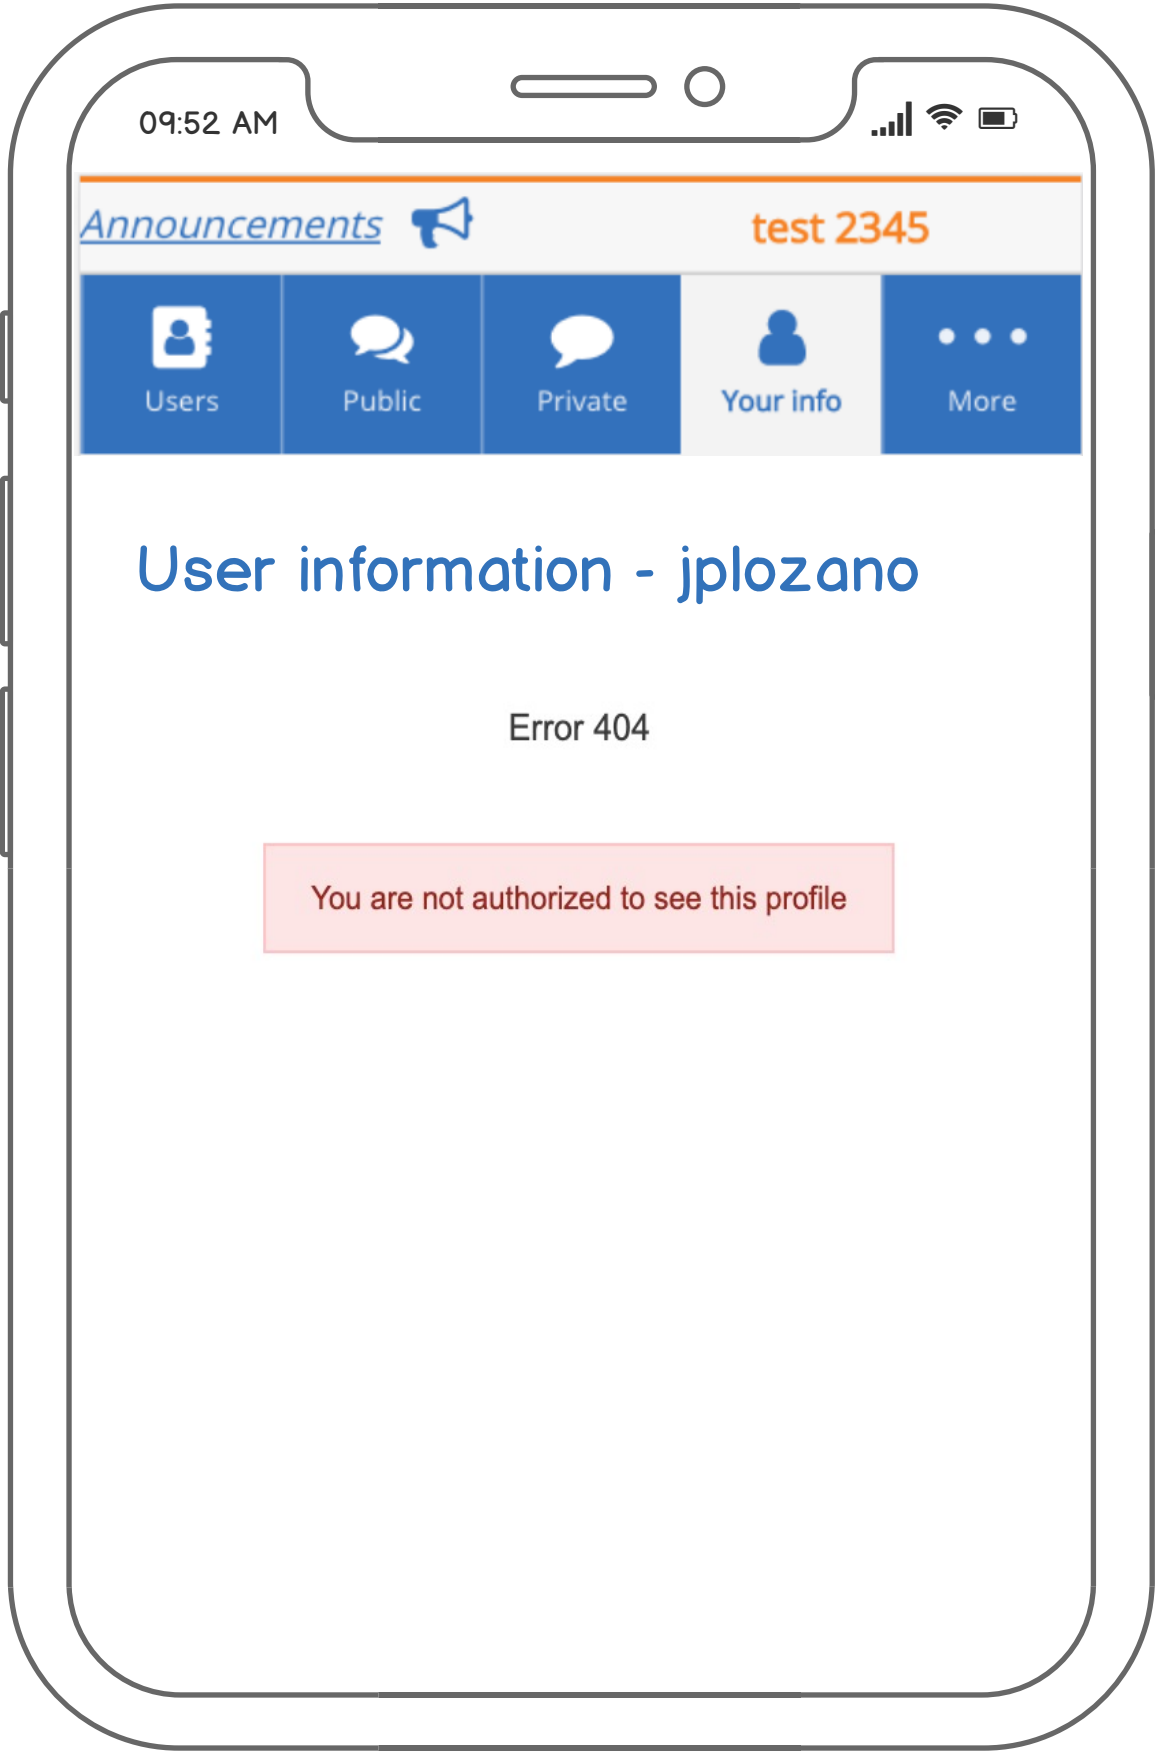 09:52 AM
Announcements test 2345
Users Public Private Your info More
User information - jplozano
Error 404
You are not authorized to see this profile